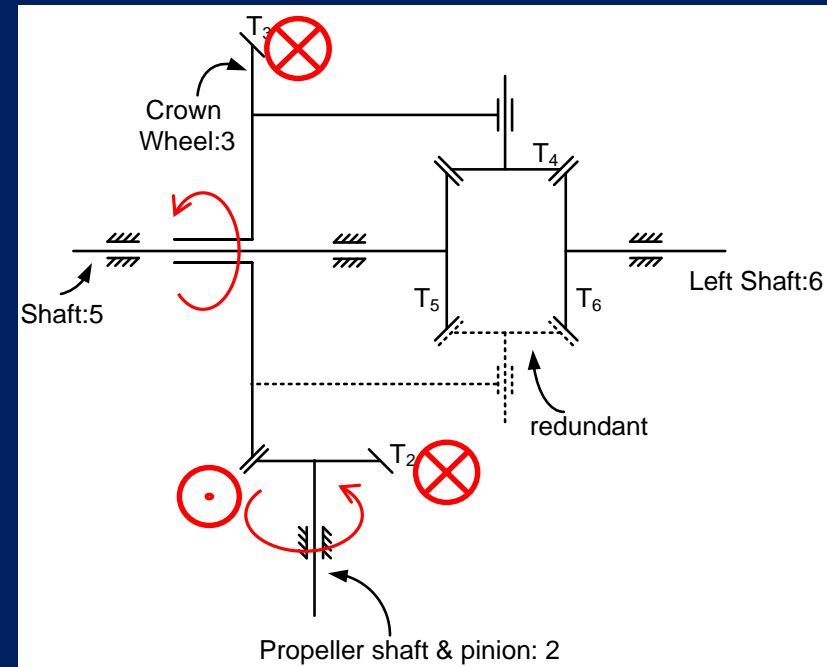 T₃
Crown
Wheel:3
T₄
Left Shaft:6
T₅
T₆
Shaft:5
redundant
T₂
Propeller shaft & pinion: 2